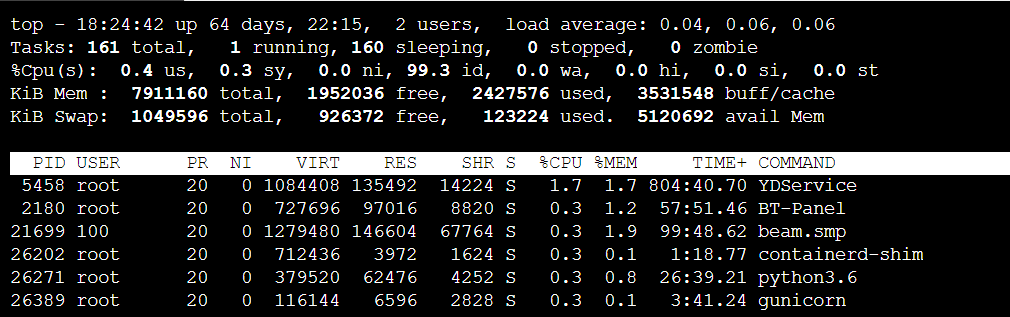 top - 18:24:42 up 64 days, 22:15,  2 users,  load average: 0.04, 0.06, 0.06
Tasks: 161 total,   1 running, 160 sleeping,   0 stopped,   0 zombie
%Cpu(s):  0.4 us,  0.3 sy,  0.0 ni, 99.3 id,  0.0 wa,  0.0 hi,  0.0 si,  0.0 st
KiB Mem :  7911160 total,  1952036 free,  2427576 used,  3531548 buff/cache
KiB Swap:  1049596 total,   926372 free,   123224 used.  5120692 avail Mem
  PID USER      PR  NI    VIRT    RES    SHR S  %CPU %MEM     TIME+ COMMAND
 5458 root      20   0 1084408 135492  14224 S   1.7  1.7 804:40.70 YDService
 2180 root      20   0  727696  97016   8820 S   0.3  1.2  57:51.46 BT-Panel
21699 100       20   0 1279480 146604  67764 S   0.3  1.9  99:48.62 beam.smp
26202 root      20   0  712436   3972   1624 S   0.3  0.1   1:18.77 containerd-shim
26271 root      20   0  379520  62476   4252 S   0.3  0.8  26:39.21 python3.6
26389 root      20   0  116144   6596   2828 S   0.3  0.1   3:41.24 gunicorn